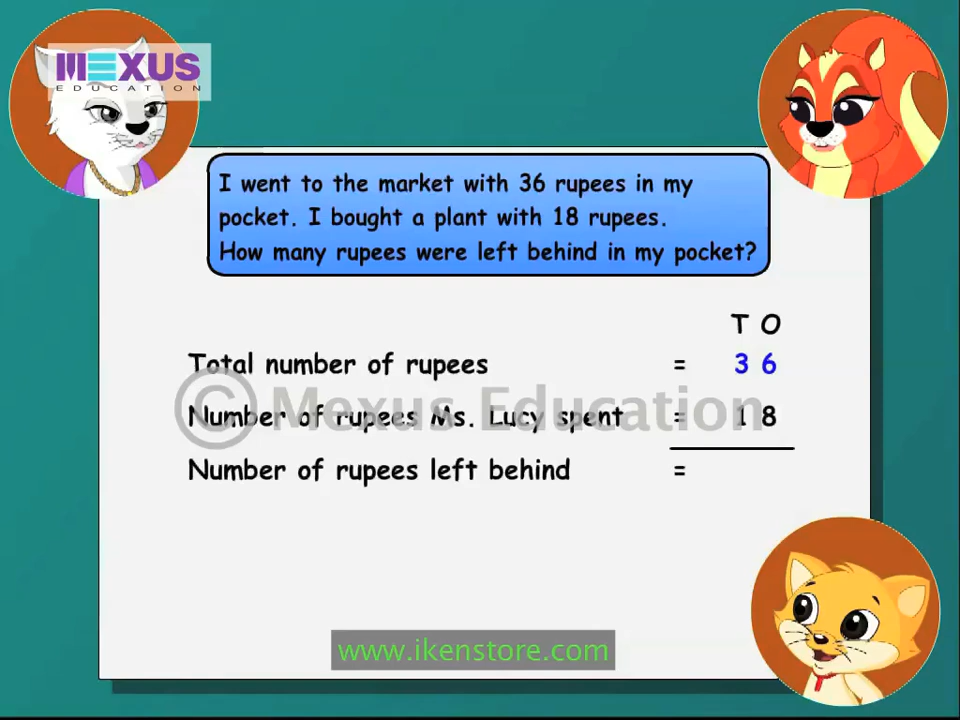 MEXUS
EDUCATION
I went to the market with 36 rupees in my
pocket. I bought a plant with 18 rupees.
How many rupees were left behind in my pocket?
T O
Total number of rupees = 3 6
Number of rupees Ms. Lucy spent = 1 8
© Mexus Education
Number of rupees left behind =
www.ikenstore.com